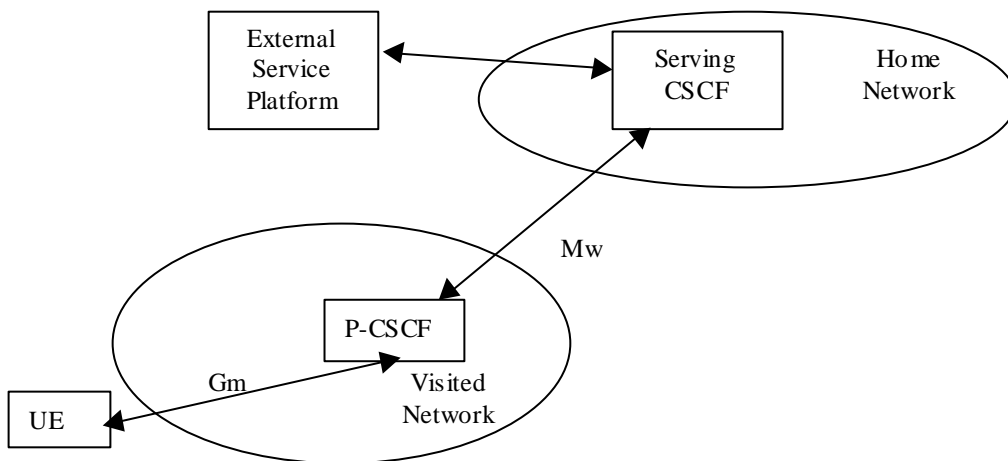 External
Service
Platform
Serving
CSCF
Home
Network
Mw
P-CSCF
Gm
Visited
Network
UE